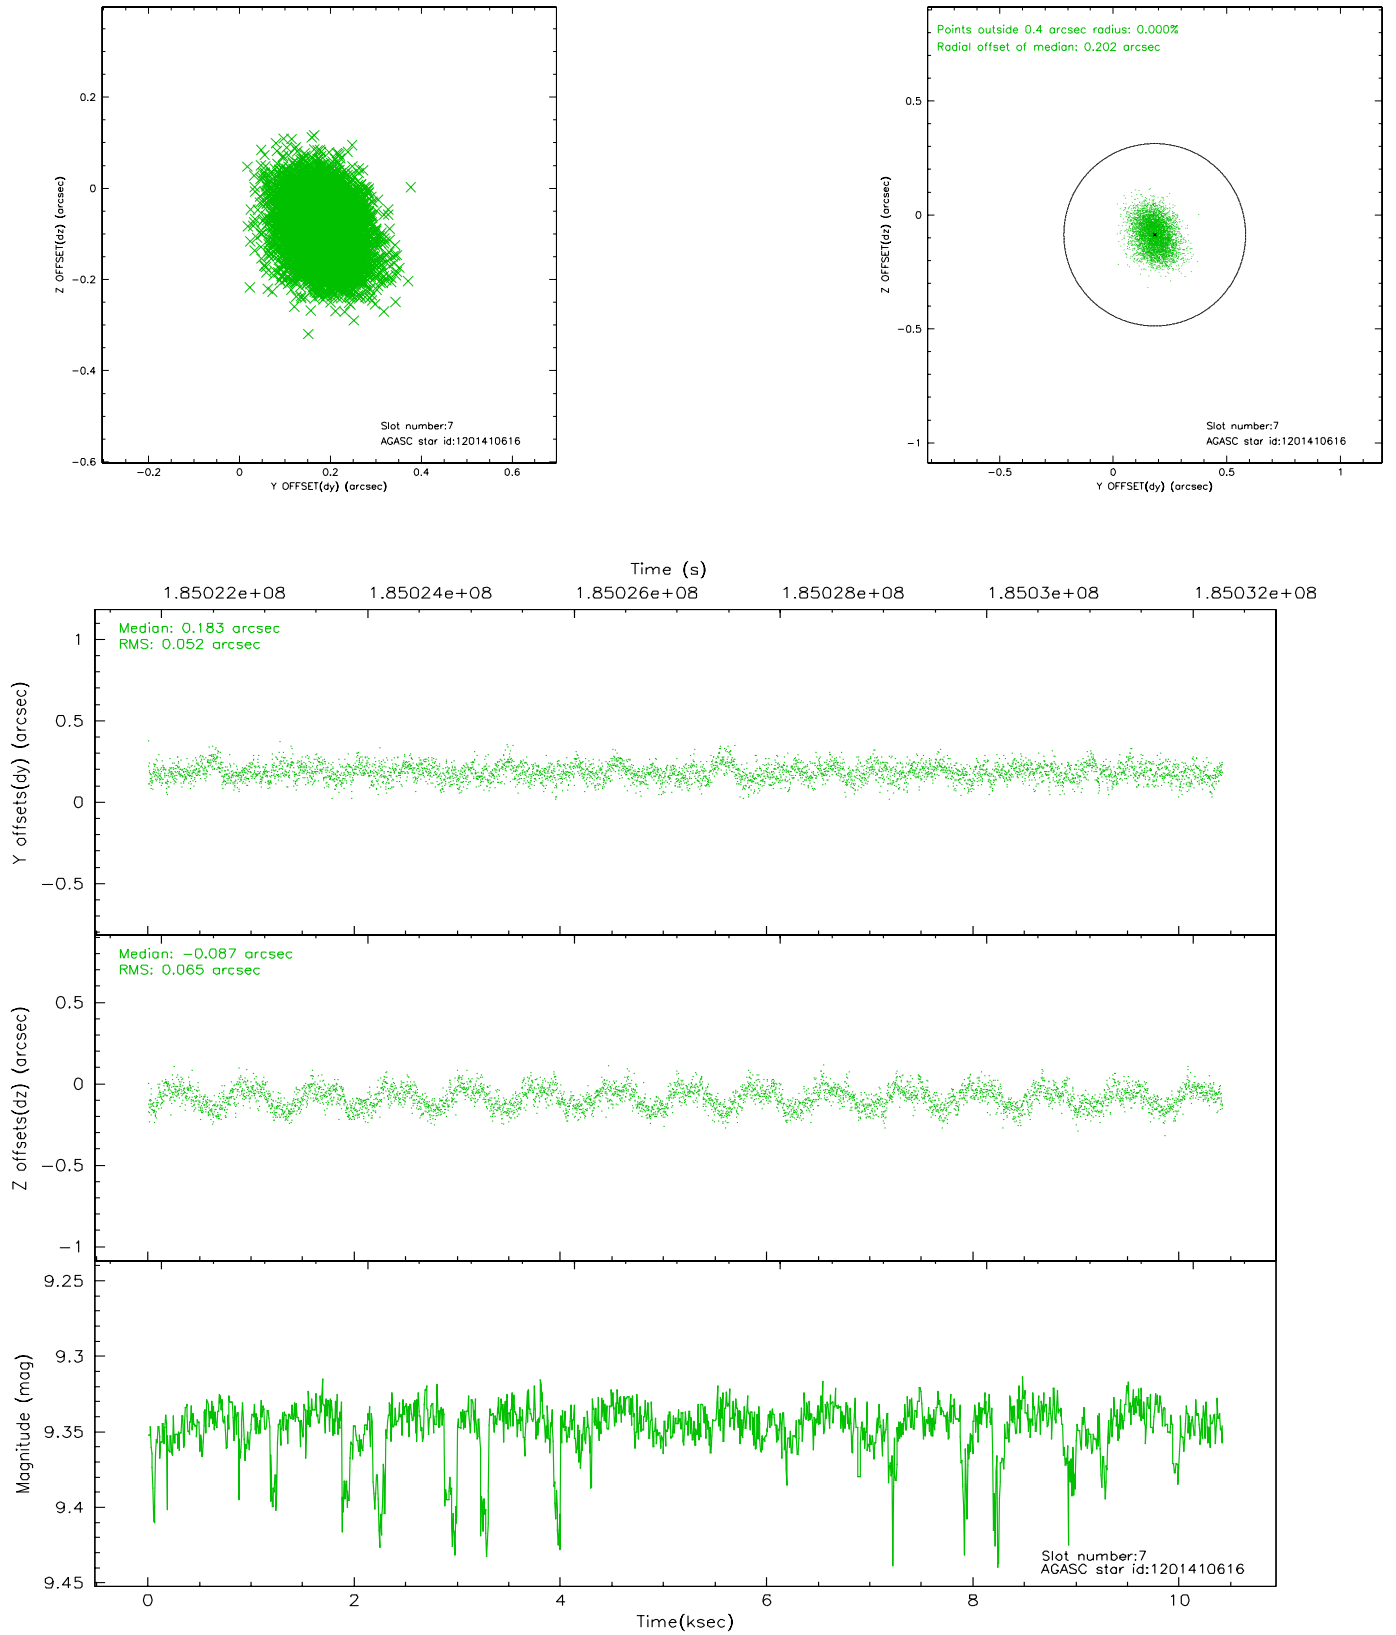 0.2
0
−0.2
−0.4
−0.6
Z OFFSET(dz) (arcsec)
Slot number:7
AGASC star id:1201410616
−0.2 0 0.2 0.4 0.6
Y OFFSET(dy) (arcsec)
Points outside 0.4 arcsec radius: 0.000%
Radial offset of median: 0.202 arcsec
0.5
0
−0.5
−1
Z OFFSET(dz) (arcsec)
Slot number:7
AGASC star id:1201410616
−0.5 0 0.5 1
Y OFFSET(dy) (arcsec)
Time (s)
1.85022e+08 1.85024e+08 1.85026e+08 1.85028e+08 1.8503e+08 1.85032e+08
Median: 0.183 arcsec
RMS: 0.052 arcsec
1
0.5
0
−0.5
Y offsets(dy) (arcsec)
Median: −0.087 arcsec
RMS: 0.065 arcsec
0.5
0
−0.5
−1
Z offsets(dz) (arcsec)
9.25
9.3
9.35
9.4
9.45
Magnitude (mag)
Slot number:7
AGASC star id:1201410616
0 2 4 6 8 10
Time(ksec)